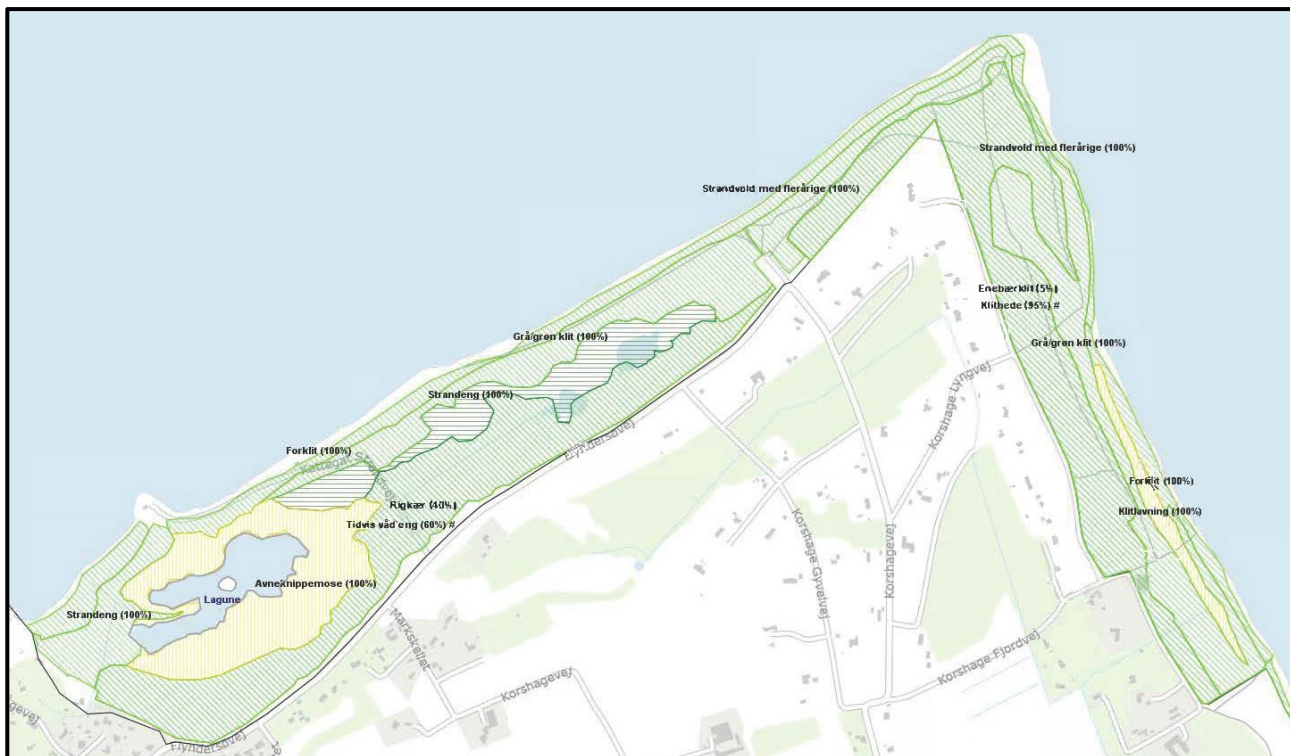 Strandvold med flerårige (100%)
Strandvold med flerårige (100%)
Enebærklit (5%)
Klithede (95%) #
Grå/grøn klit (100%)
Grå/grøn klit (100%)
Strandeng (100%)
Korshage Lyngvej
Flyndersøvej
Forklit (100%)
Kattegat Strandvej
Rigkær (40%)
Tidvis våd eng (60%) #
Forklit (100%)
Klitlavning (100%)
Korshage Gyvelvej
Korshagevej
Avneknippemose (100%)
Lagune
Strandeng (100%)
Markskellet
Korshagevej
Korshage Fjordvej
Flyndersøvej